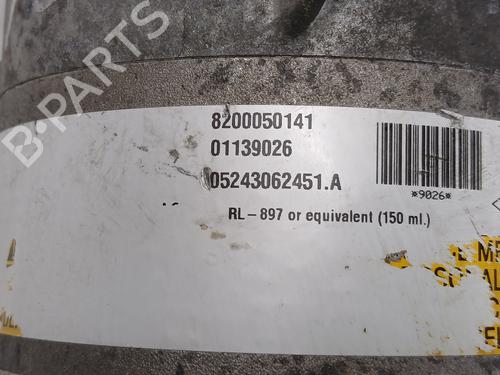 B-PARTS
8200050141
01139026
05243062451.A
*9026*
RL-897 or equivalent (150 ml.)